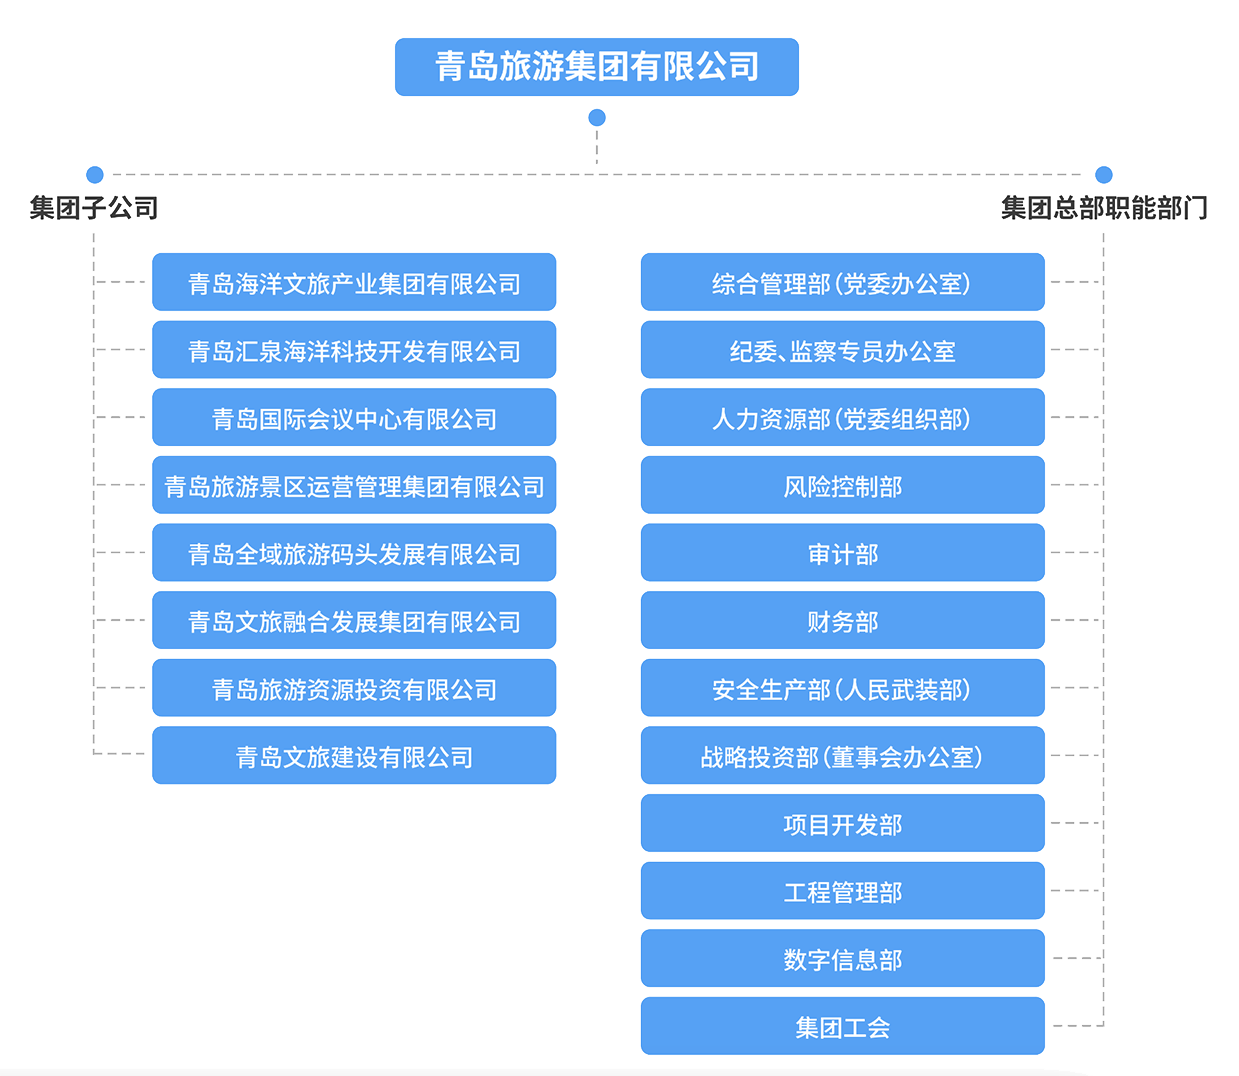 青岛旅游集团有限公司
集团子公司
青岛海洋文旅产业集团有限公司
青岛汇泉海洋科技开发有限公司
青岛国际会议中心有限公司
青岛旅游景区运营管理集团有限公司
青岛全域旅游码头发展有限公司
青岛文旅融合发展集团有限公司
青岛旅游资源投资有限公司
青岛文旅建设有限公司
集团总部职能部门
综合管理部（党委办公室）
纪委、监察专员办公室
人力资源部（党委组织部）
风险控制部
审计部
财务部
安全生产部（人民武装部）
战略投资部（董事会办公室）
项目开发部
工程管理部
数字信息部
集团工会